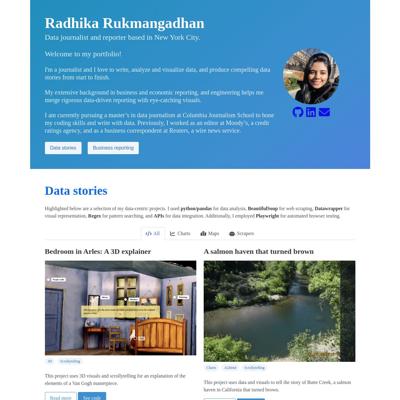 Radhika Rukmangadhan
Data journalist and reporter based in New York City.
Welcome to my portfolio!
I'm a journalist and I love to write, analyze and visualize data, and produce compelling data
stories from start to finish.
My extensive background in business and economic reporting, and engineering helps me
merge rigorous data-driven reporting with eye-catching visuals.
I am currently pursuing a master's in data journalism at Columbia Journalism School to hone
my coding skills and write with data. Previously, I worked as an editor at Moody's, a credit
ratings agency, and as a business correspondent at Reuters, a wire news service.
Data stories
Business reporting
Data stories
Highlighted below are a selection of my data-centric projects. I used python/pandas for data analysis, BeautifulSoup for web scraping, Datawrapper for
visual representation, Regex for pattern searching, and APIs for data integration. Additionally, I employed Playwright for automated browser testing.
All
Charts
Maps
Scrapers
Bedroom in Arles: A 3D explainer
A salmon haven that turned brown
3D
Scrollytelling
Charts
Scrollytelling
This project uses 3D visuals and scrollytelling for an explanation of the
elements of a Van Gogh masterpiece.
This project uses data and visuals to tell the story of Butte Creek, a salmon
haven in California that turned brown.
Read more
See code